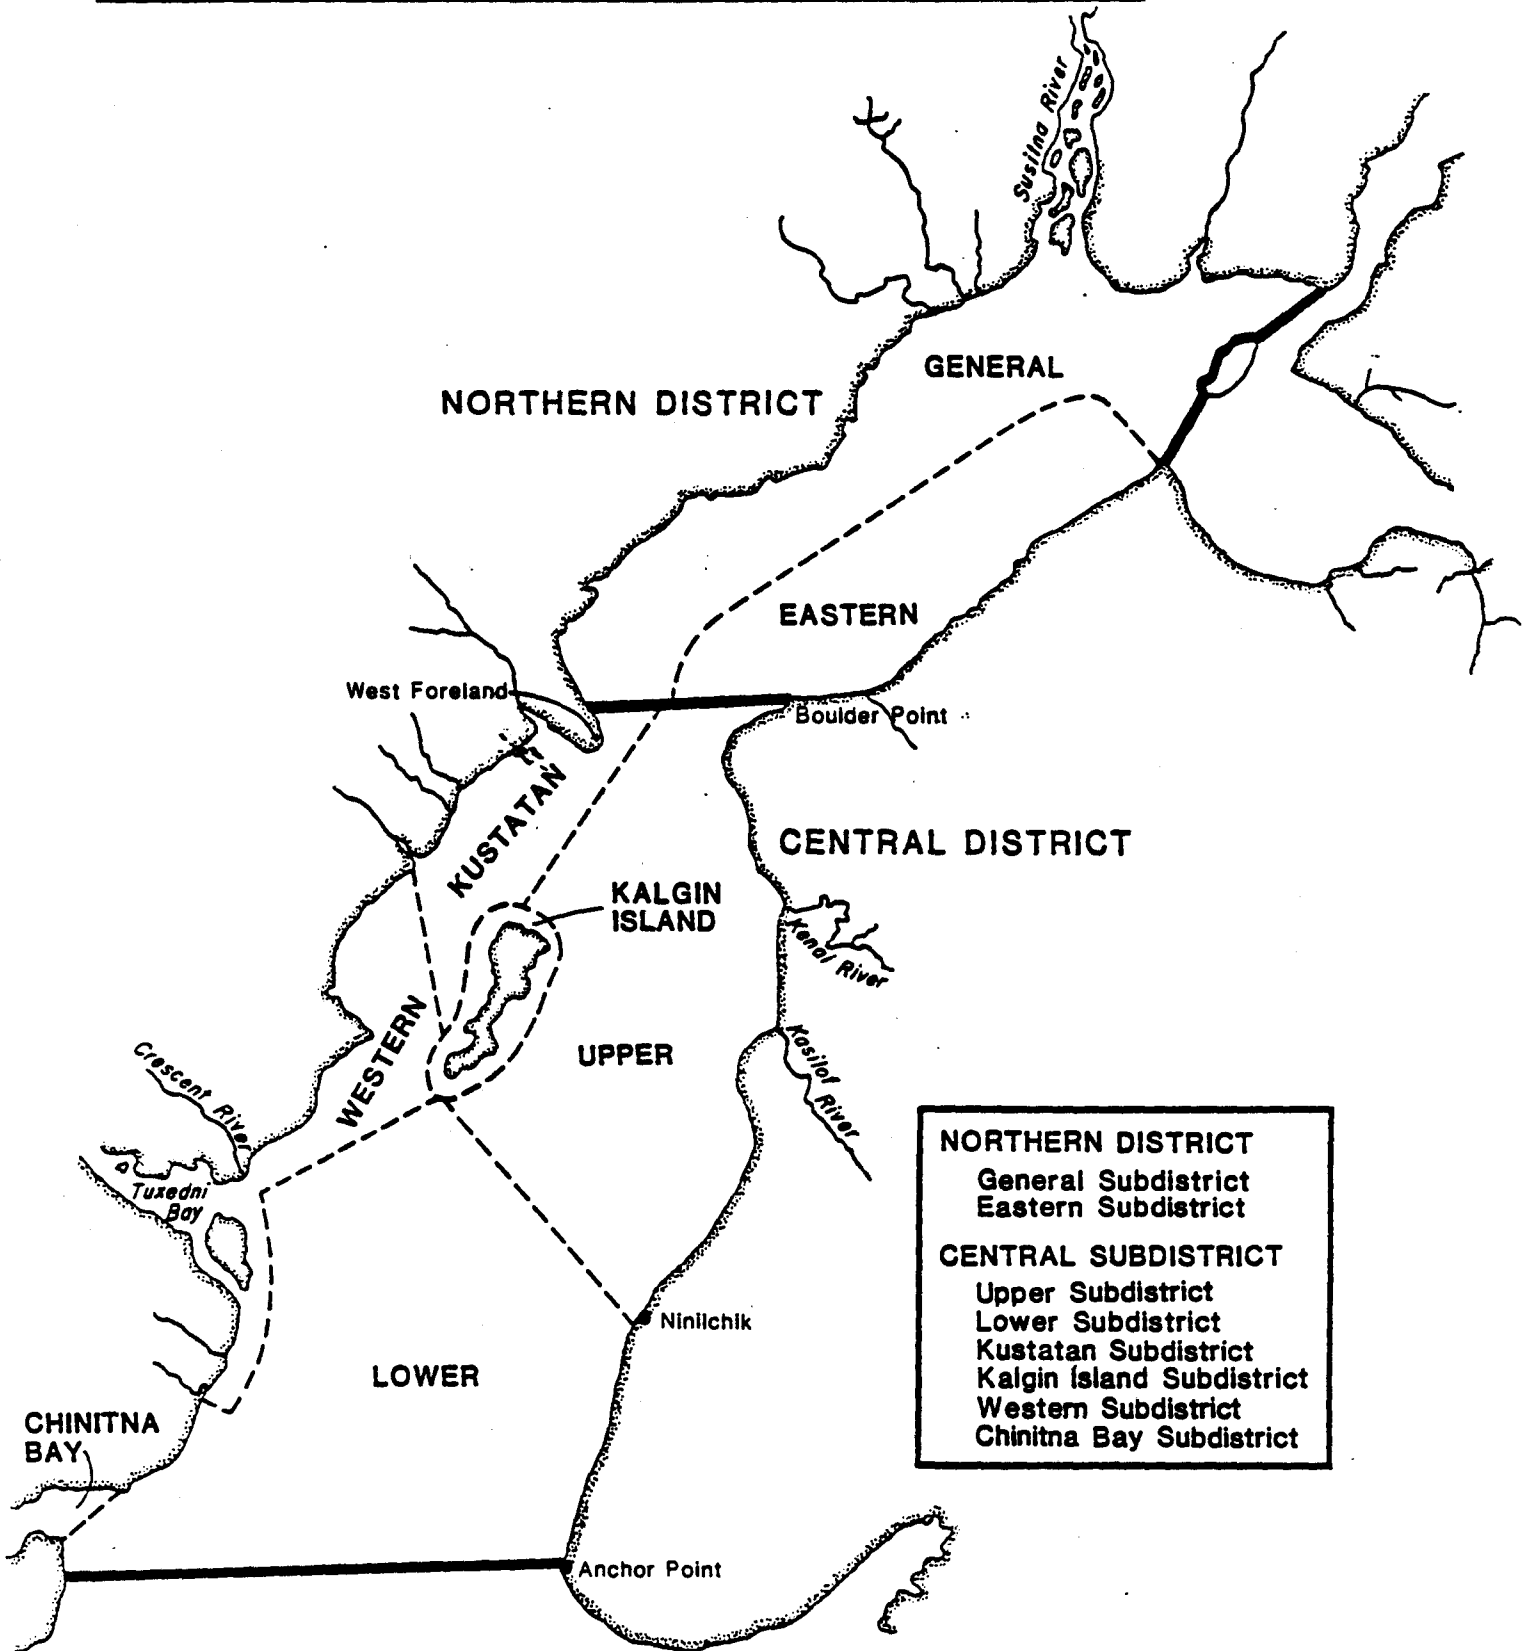 Susitna River
GENERAL
NORTHERN DISTRICT
EASTERN
West Foreland
Boulder Point
KUSTATAN
CENTRAL DISTRICT
KALGIN
ISLAND
Kenai River
WESTERN
UPPER
Kasilof River
Crescent River
Tuxedni
Bay
Ninilchik
LOWER
CHINITNA
BAY
Anchor Point
NORTHERN DISTRICT
General Subdistrict
Eastern Subdistrict
CENTRAL SUBDISTRICT
Upper Subdistrict
Lower Subdistrict
Kustatan Subdistrict
Kalgin Island Subdistrict
Western Subdistrict
Chinitna Bay Subdistrict